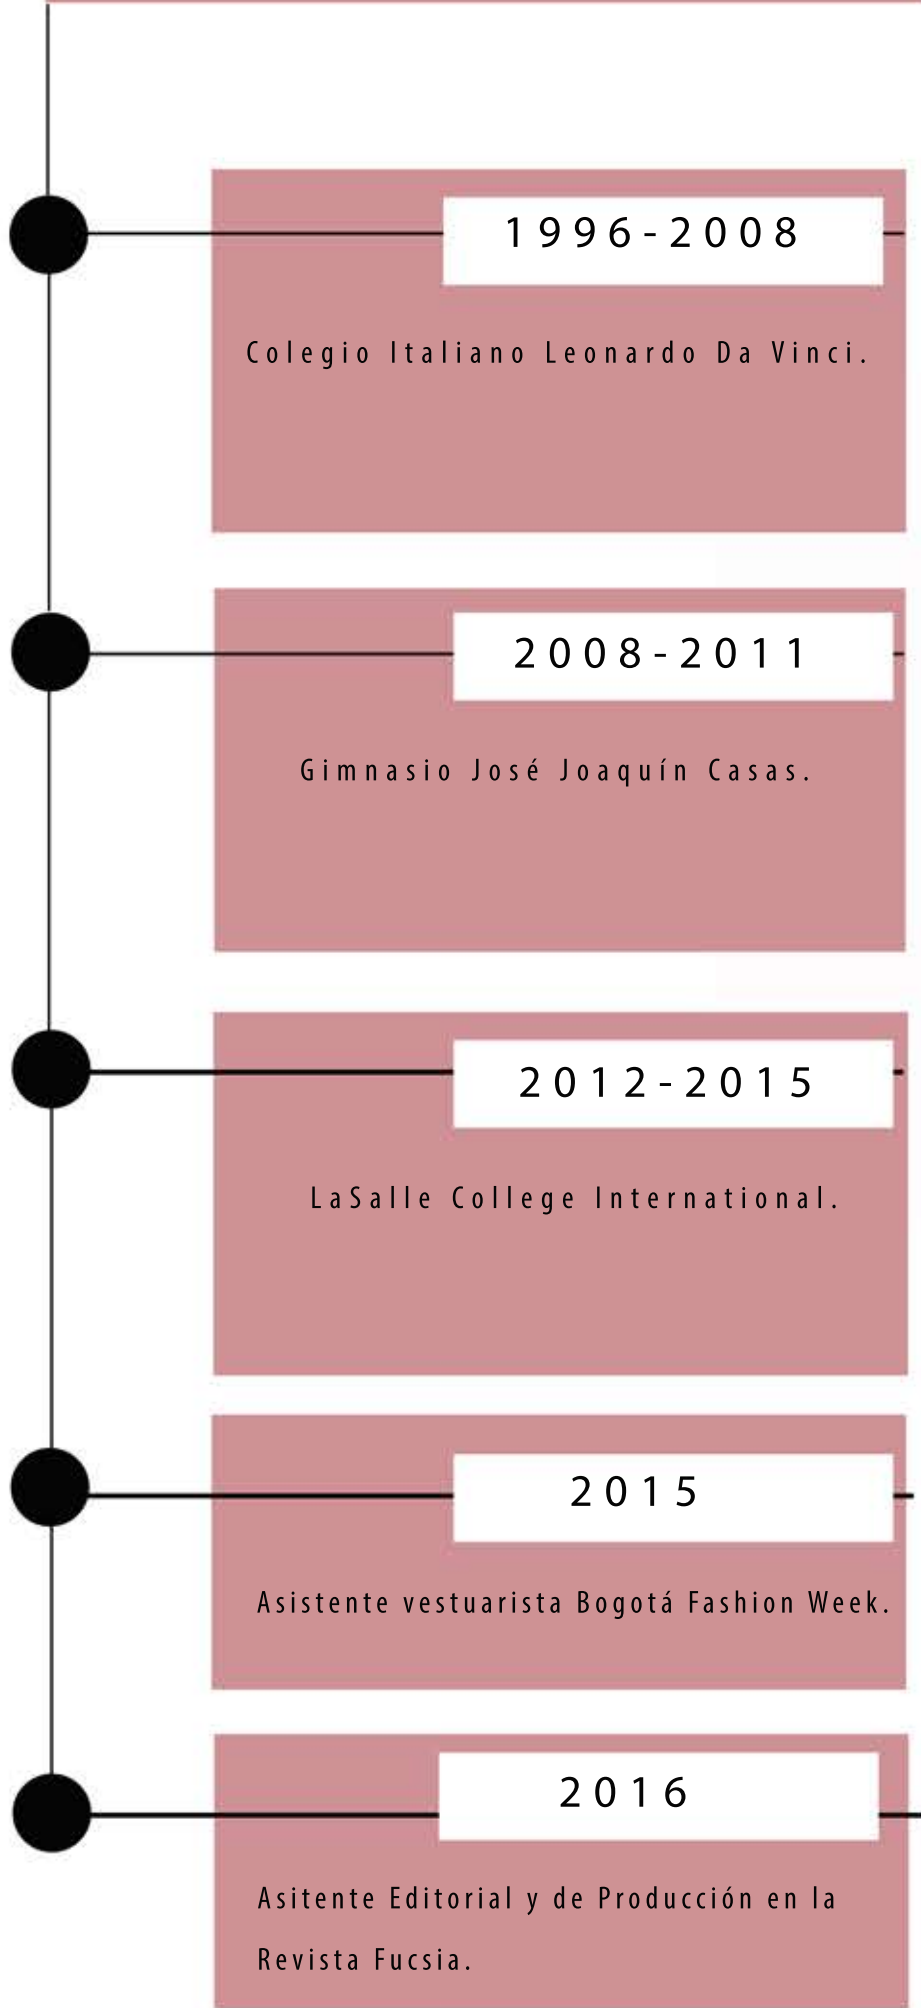 1996-2008
Colegio Italiano Leonardo Da Vinci.
2008-2011
Gimnasio José Joaquín Casas.
2012-2015
LaSalle College International.
2015
Asistente vestuarista Bogotá Fashion Week.
2016
Asitente Editorial y de Producción en la
Revista Fucsia.